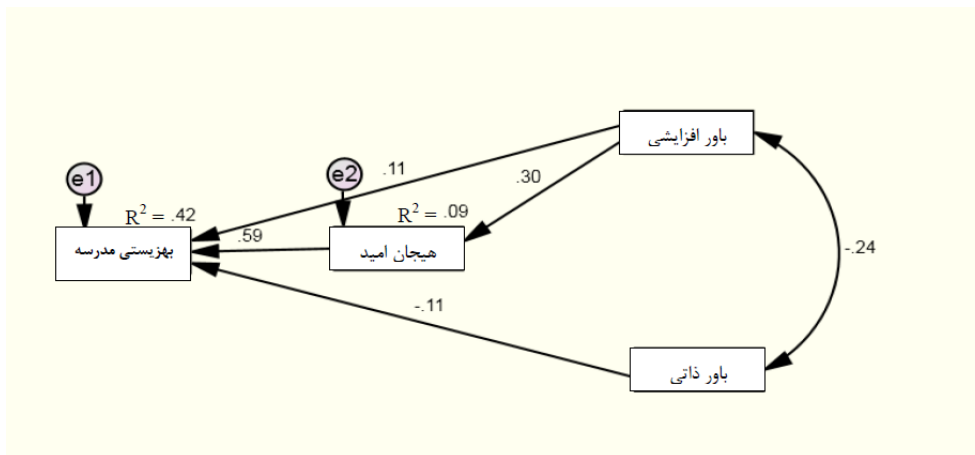 باور افزایشی
.11
.30
e1
e2
R² = .42
R² = .09
.59
بهزیستی مدرسه
هیجان امید
-.24
-.11
باور ذاتی